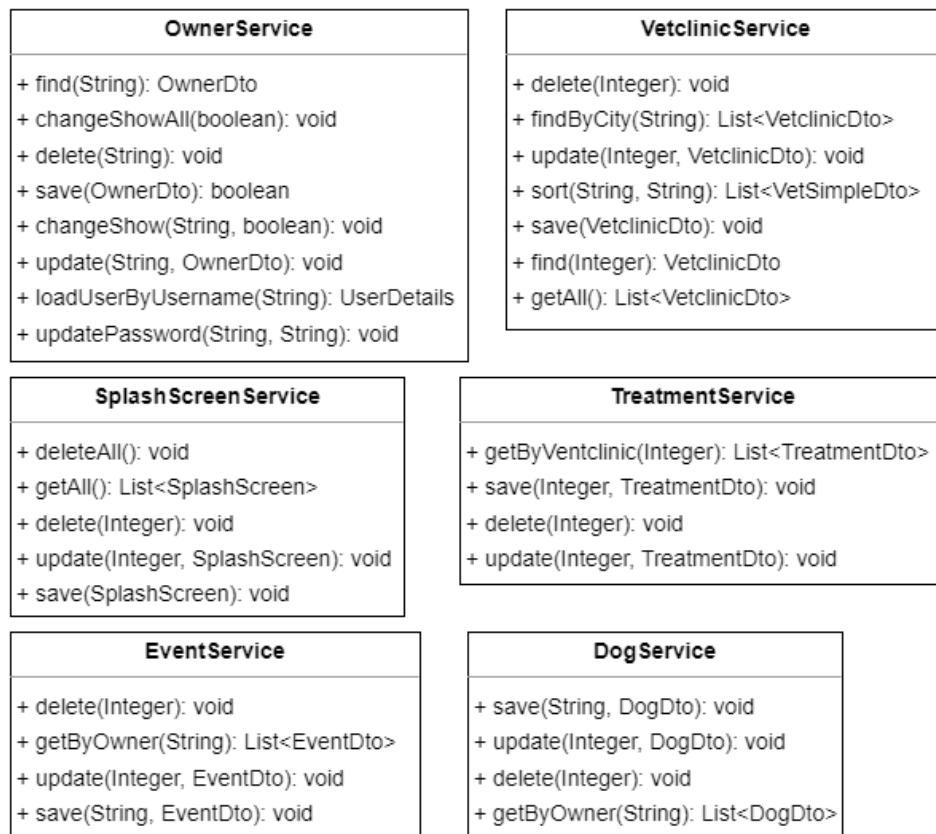 OwnerService
+ find(String): OwnerDto
+ changeShowAll(boolean): void
+ delete(String): void
+ save(OwnerDto): boolean
+ changeShow(String, boolean): void
+ update(String, OwnerDto): void
+ loadUserByUsername(String): UserDetails
+ updatePassword(String, String): void
VetclinicService
+ delete(Integer): void
+ findByCity(String): List<VetclinicDto>
+ update(Integer, VetclinicDto): void
+ sort(String, String): List<VetSimpleDto>
+ save(VetclinicDto): void
+ find(Integer): VetclinicDto
+ getAll(): List<VetclinicDto>
SplashScreenService
+ deleteAll(): void
+ getAll(): List<SplashScreen>
+ delete(Integer): void
+ update(Integer, SplashScreen): void
+ save(SplashScreen): void
TreatmentService
+ getByVentclinic(Integer): List<TreatmentDto>
+ save(Integer, TreatmentDto): void
+ delete(Integer): void
+ update(Integer, TreatmentDto): void
EventService
+ delete(Integer): void
+ getByOwner(String): List<EventDto>
+ update(Integer, EventDto): void
+ save(String, EventDto): void
DogService
+ save(String, DogDto): void
+ update(Integer, DogDto): void
+ delete(Integer): void
+ getByOwner(String): List<DogDto>